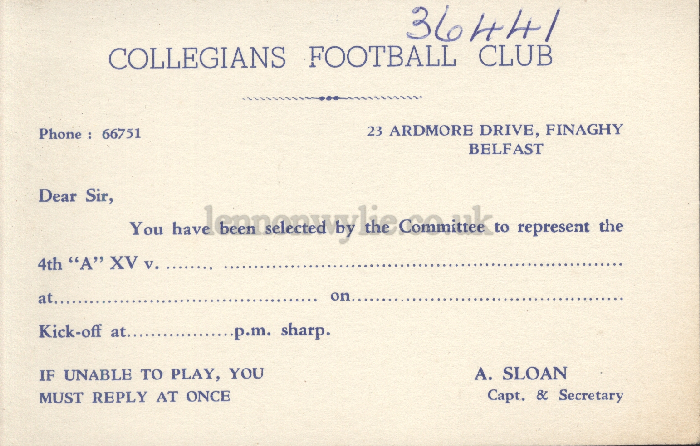 36441
COLLEGIANS FOOTBALL CLUB
Phone : 66751
23 ARDMORE DRIVE, FINAGHY
BELFAST
Dear Sir,
lennonwylie.co.uk
You have been selected by the Committee to represent the
4th "A" XV v. ........, ................................................................................
at..................................................... on......................................................
Kick-off at.....................p.m. sharp.
IF UNABLE TO PLAY, YOU
MUST REPLY AT ONCE
A. SLOAN
Capt. & Secretary